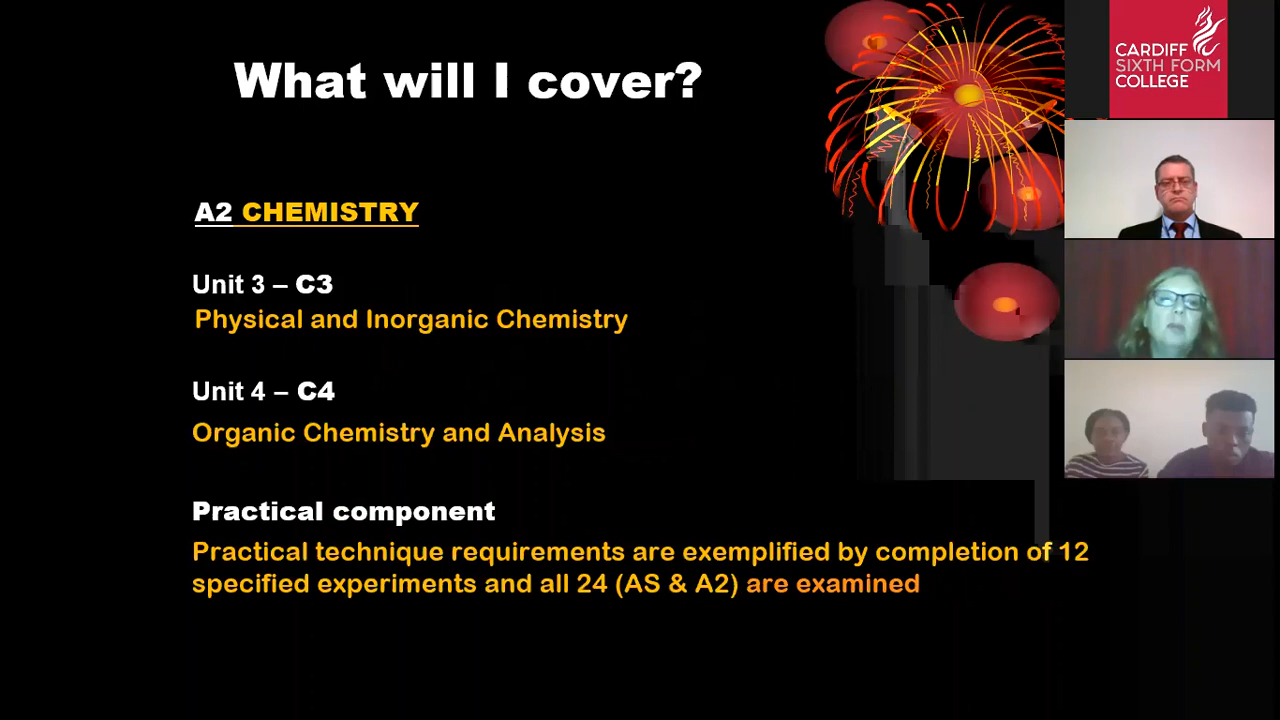 What will I cover?
CARDIFF
SIXTH FORM
COLLEGE
A2 CHEMISTRY
Unit 3 – C3
Physical and Inorganic Chemistry
Unit 4 – C4
Organic Chemistry and Analysis
Practical component
Practical technique requirements are exemplified by completion of 12
specified experiments and all 24 (AS & A2) are examined